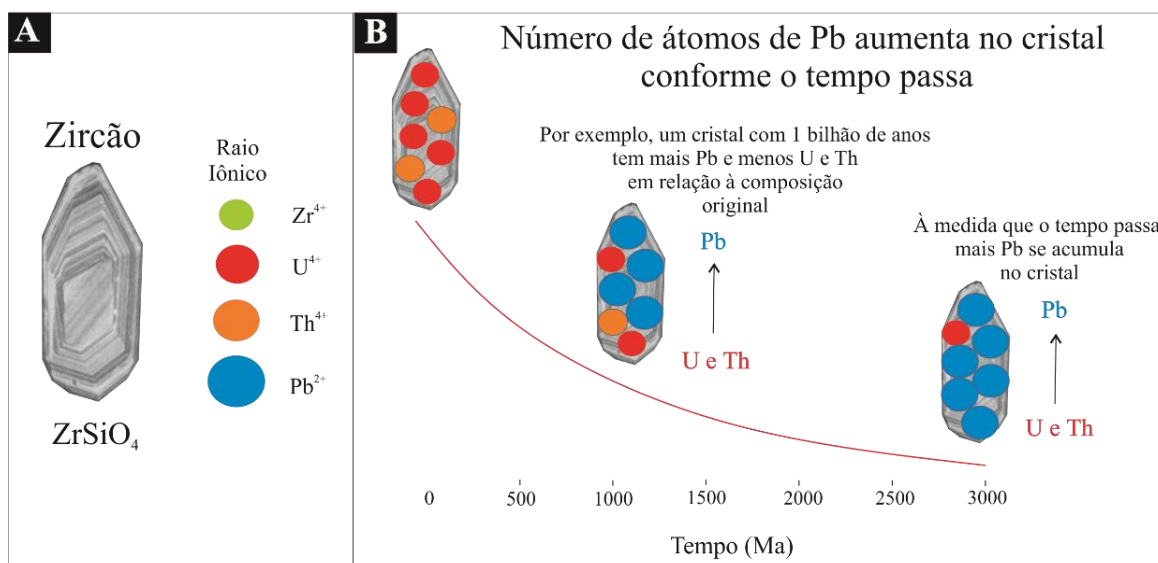 A
Zircão
ZrSiO₄
Raio
Iônico
Zr⁴⁺
U⁴⁺
Th⁴⁺
Pb²⁺
B
Número de átomos de Pb aumenta no cristal
conforme o tempo passa
Por exemplo, um cristal com 1 bilhão de anos
tem mais Pb e menos U e Th
em relação à composição
original
Pb
U e Th
À medida que o tempo passa
mais Pb se acumula
no cristal
Pb
U e Th
0 500 1000 1500 2000 2500 3000
Tempo (Ma)